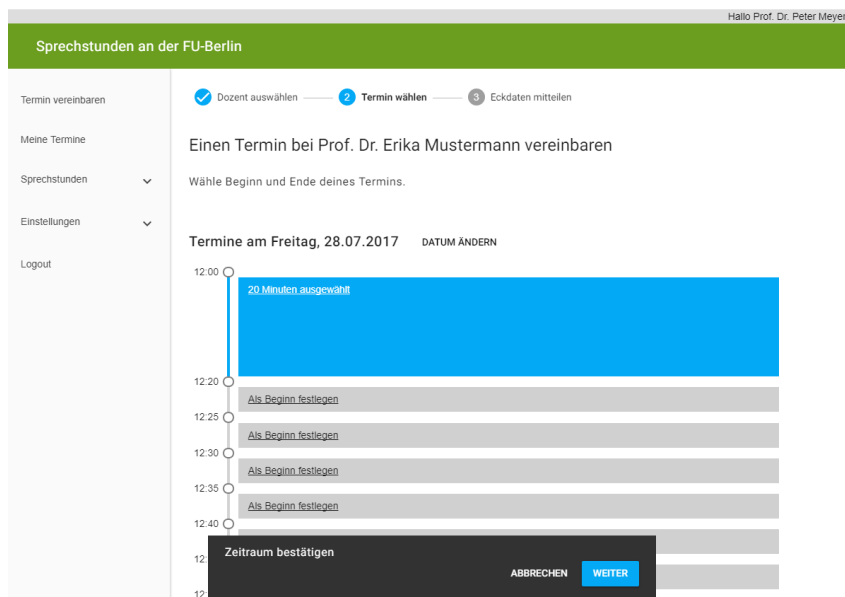 Hallo Prof. Dr. Peter Meyer
Sprechstunden an der FU-Berlin
Termin vereinbaren
Meine Termine
Sprechstunden
Einstellungen
Logout
Dozent auswählen 2 Termin wählen 3 Eckdaten mitteilen
Einen Termin bei Prof. Dr. Erika Mustermann vereinbaren
Wähle Beginn und Ende deines Termins.
Termine am Freitag, 28.07.2017 DATUM ÄNDERN
12:00
20 Minuten ausgewählt
12:20
Als Beginn festlegen
12:25
Als Beginn festlegen
12:30
Als Beginn festlegen
12:35
Als Beginn festlegen
12:40
Zeitraum bestätigen
12:
ABBRECHEN WEITER
12: